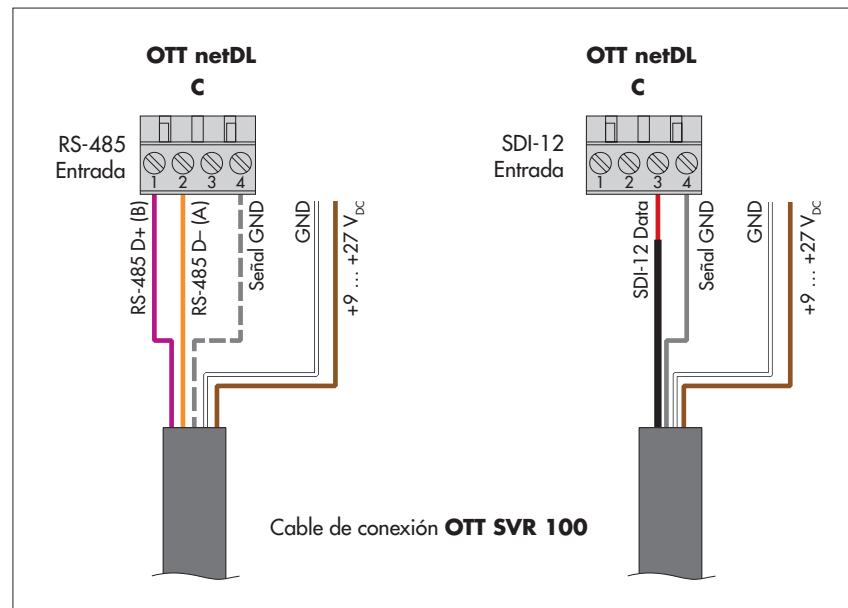 OTT netDL
C
RS-485
Entrada
1 2 3 4
RS-485 D+ (B)
RS-485 D– (A)
Señal GND
GND
+9 ... +27 VDC
OTT netDL
C
SDI-12
Entrada
1 2 3 4
SDI-12 Data
Señal GND
GND
+9 ... +27 VDC
Cable de conexión OTT SVR 100